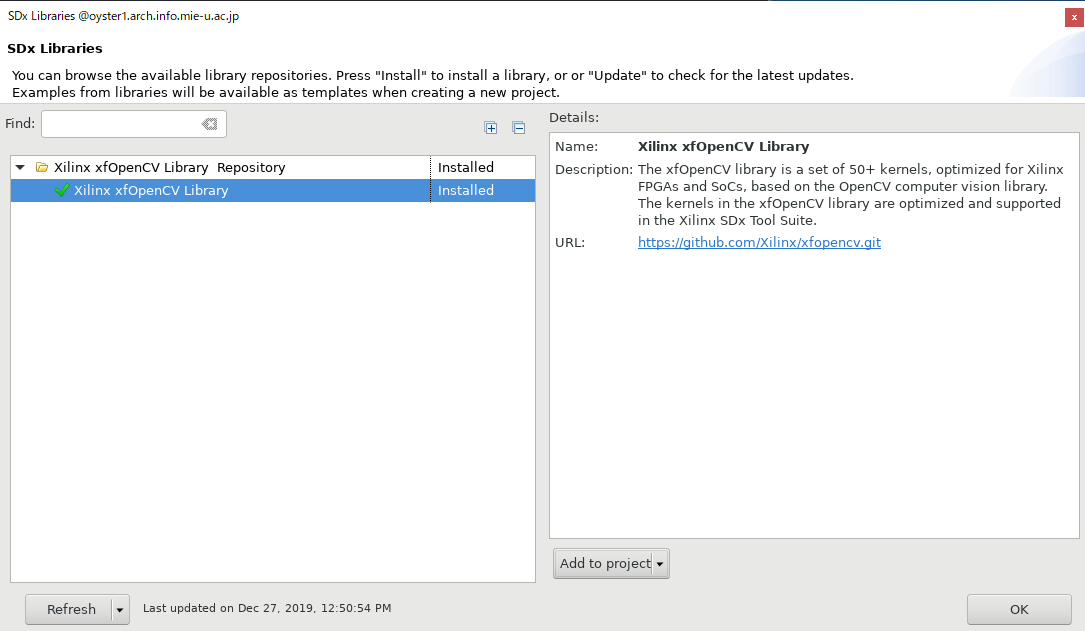 SDx Libraries @oyster1.arch.info.mie-u.ac.jp
x
SDx Libraries
You can browse the available library repositories. Press "Install" to install a library, or or "Update" to check for the latest updates.
Examples from libraries will be available as templates when creating a new project.
Find:
Xilinx xfOpenCV Library Repository Installed
Xilinx xfOpenCV Library Installed
Details:
Name: Xilinx xfOpenCV Library
Description: The xfOpenCV library is a set of 50+ kernels, optimized for Xilinx
FPGAs and SoCs, based on the OpenCV computer vision library.
The kernels in the xfOpenCV library are optimized and supported
in the Xilinx SDx Tool Suite.
URL: https://github.com/Xilinx/xfopencv.git
Add to project
Refresh
Last updated on Dec 27, 2019, 12:50:54 PM
OK